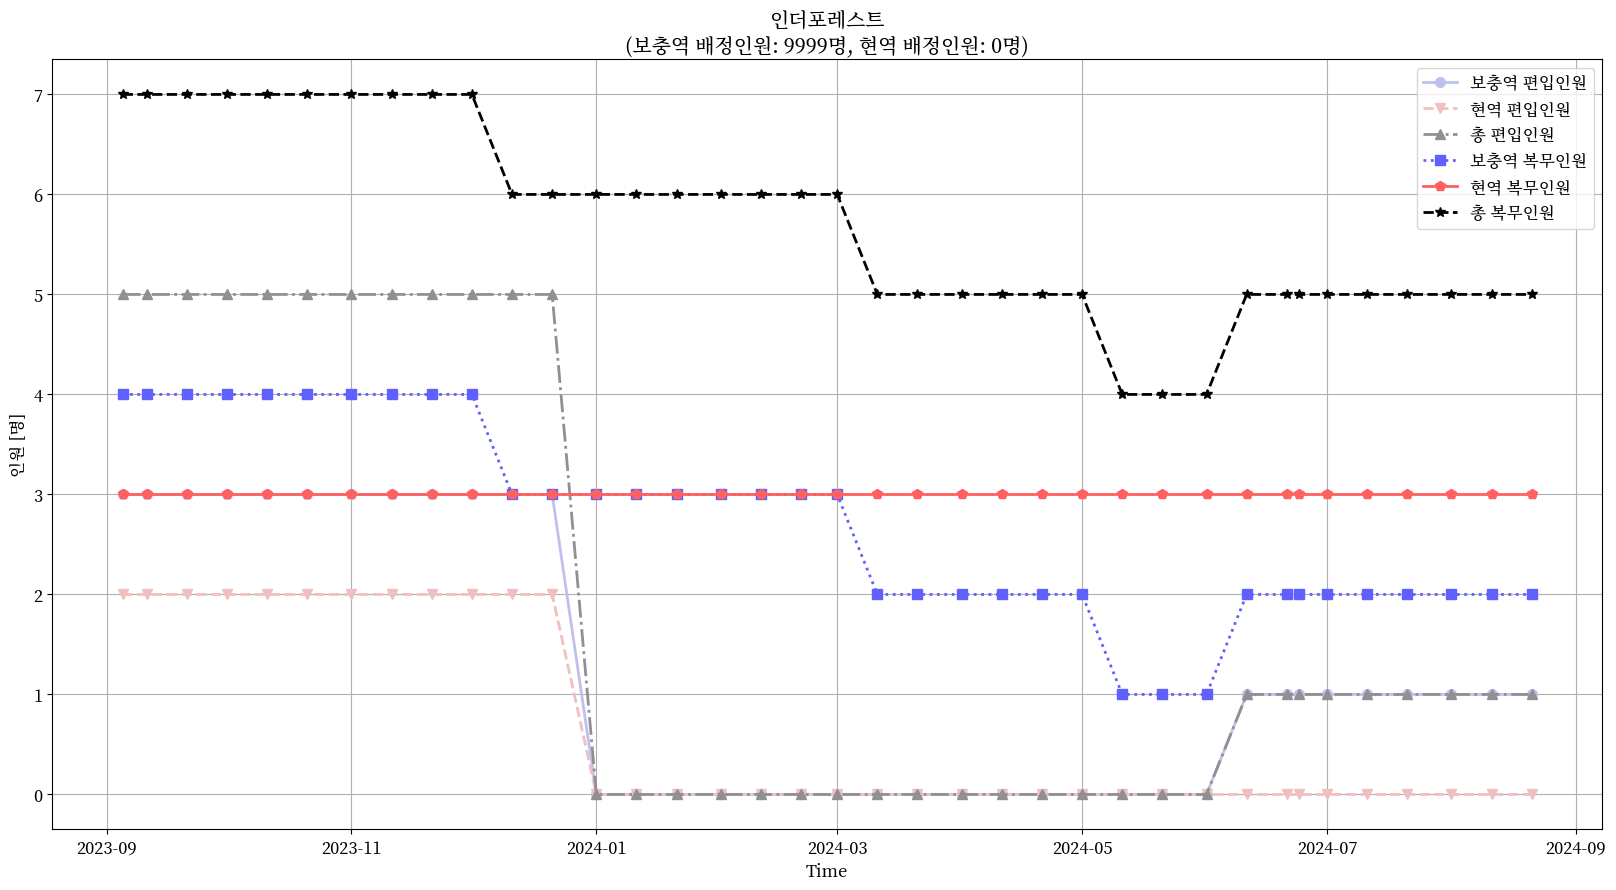 인더포레스트
(보충역 배정인원: 9999명, 현역 배정인원: 0명)
보충역 편입인원
현역 편입인원
총 편입인원
보충역 복무인원
현역 복무인원
총 복무인원
인원 [명]
7
6
5
4
3
2
1
0
2023-09
2023-11
2024-01
2024-03
2024-05
2024-07
2024-09
Time